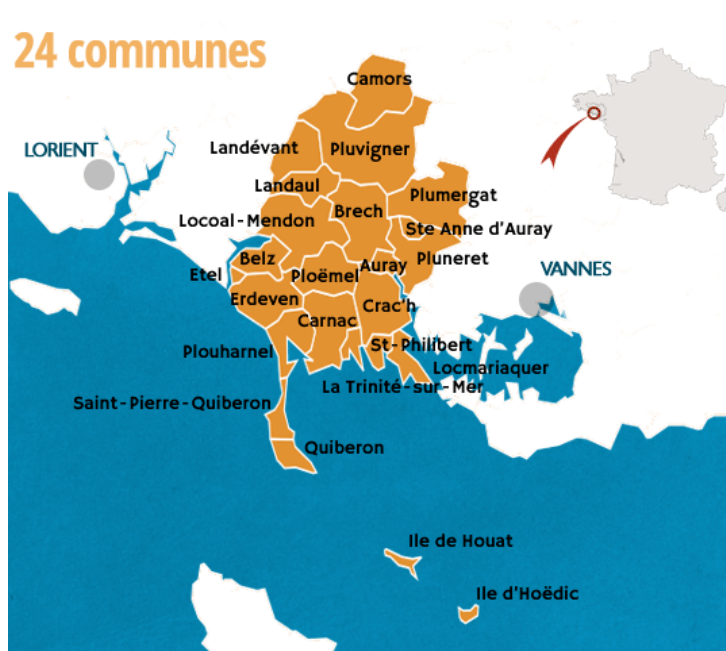 24 communes
Camors
LORIENT
Landévant
Pluvigner
Landaul
Plumergat
Brech
Locoal-Mendon
Ste Anne d'Auray
Belz
Auray
Pluneret
Etel
Ploëmel
VANNES
Erdeven
Crac'h
Carnac
Plouharnel
St-Philibert
Locmariaquer
La Trinité-sur-Mer
Saint-Pierre-Quiberon
Quiberon
Ile de Houat
Ile d'Hoëdic